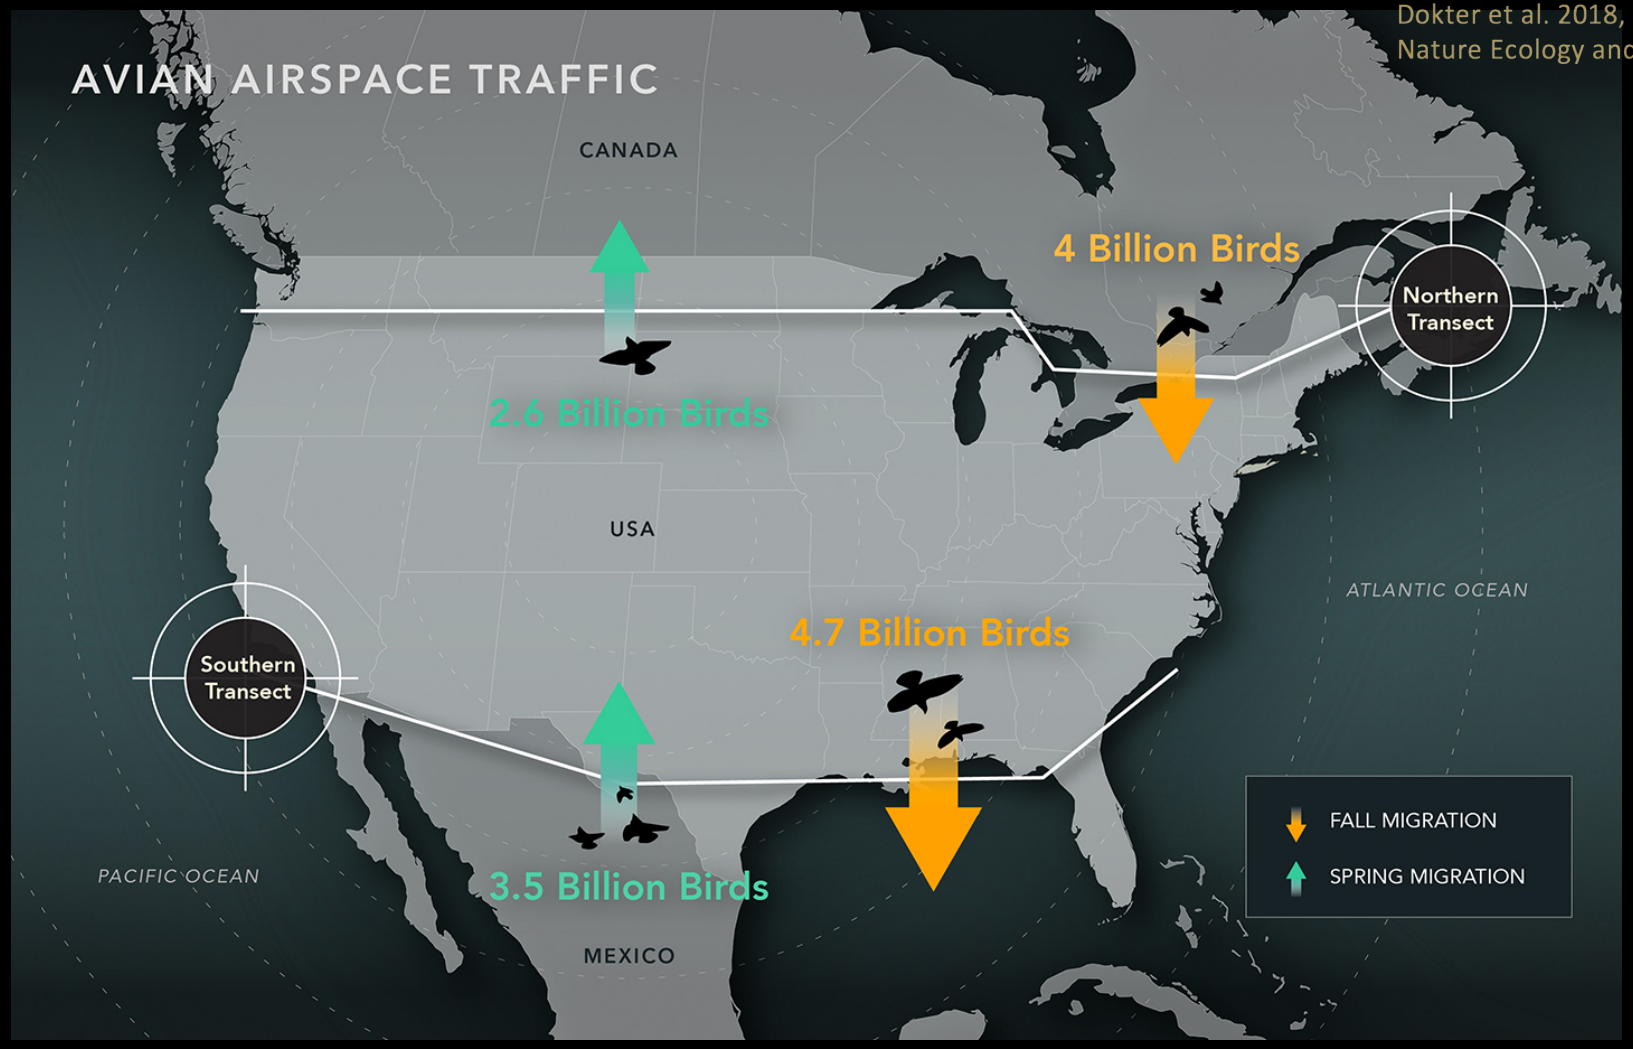 Dokter et al. 2018,
Nature Ecology and
AVIAN AIRSPACE TRAFFIC
CANADA
4 Billion Birds
Northern
Transect
2.6 Billion Birds
USA
ATLANTIC OCEAN
4.7 Billion Birds
Southern
Transect
3.5 Billion Birds
PACIFIC OCEAN
MEXICO
FALL MIGRATION
SPRING MIGRATION